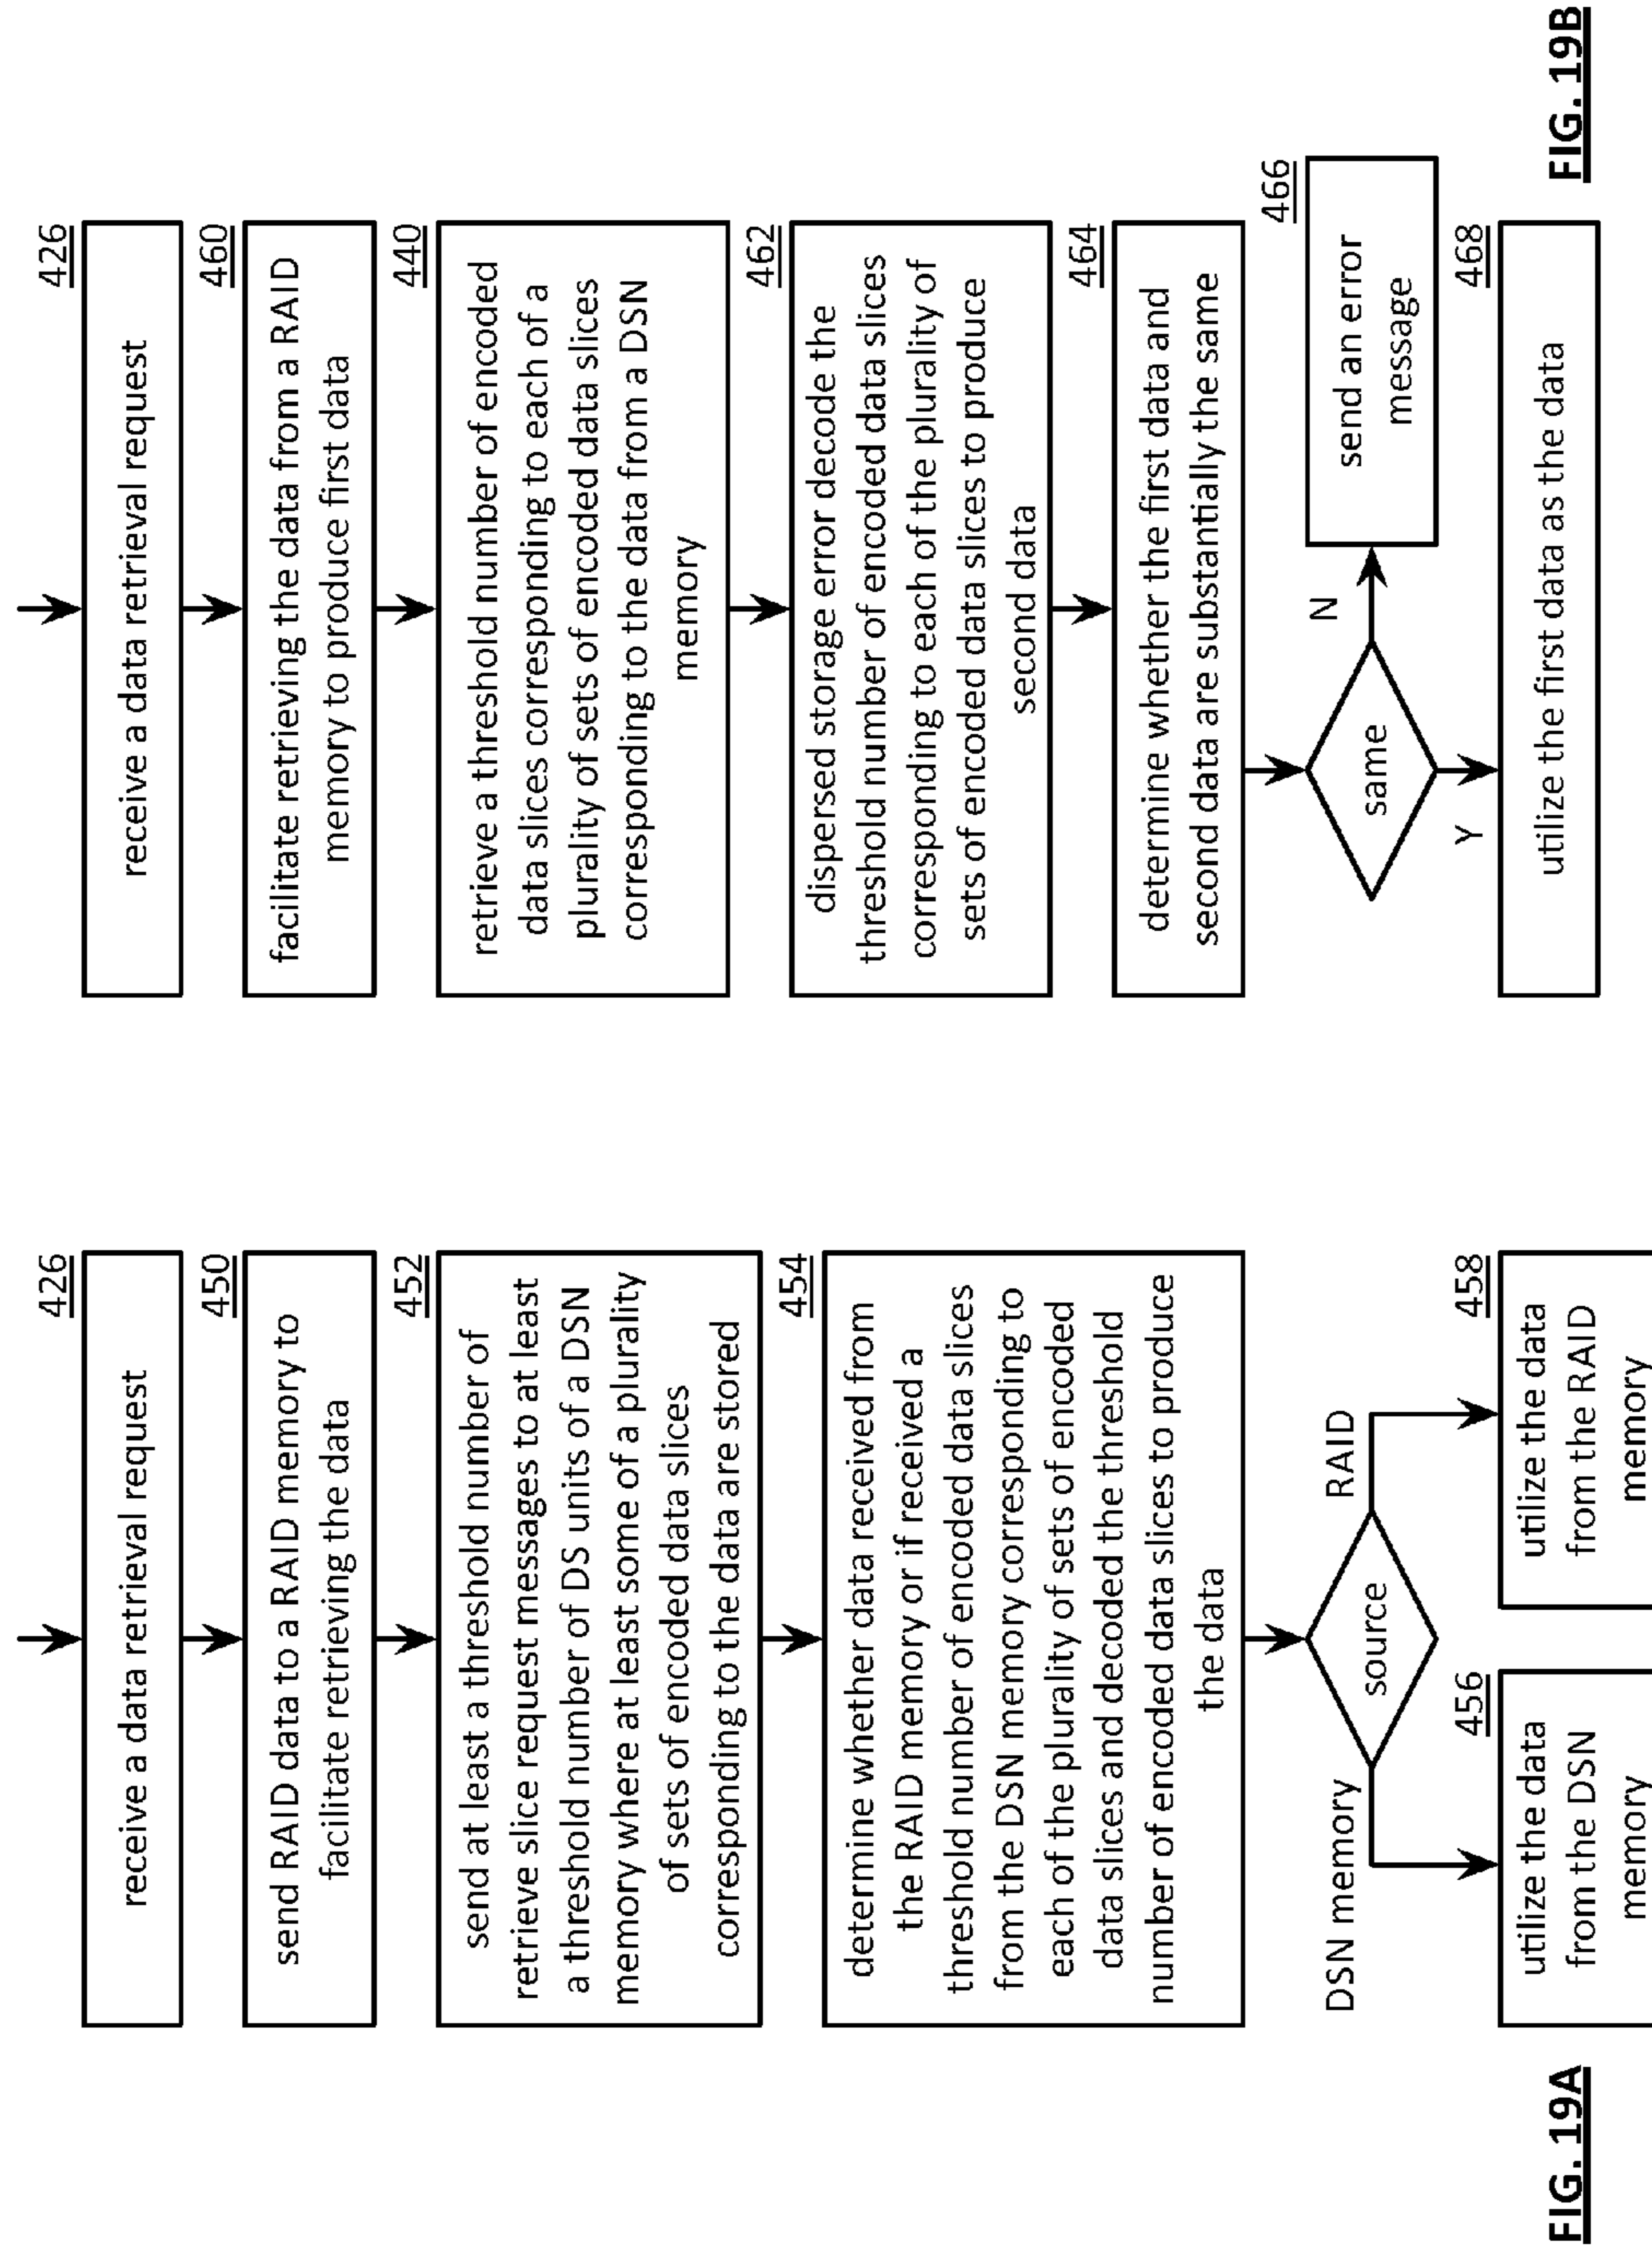 426
receive a data retrieval request
450
send RAID data to a RAID memory to
facilitate retrieving the data
452
send at least a threshold number of
retrieve slice request messages to at least
a threshold number of DS units of a DSN
memory where at least some of a plurality
of sets of encoded data slices
corresponding to the data are stored
454
determine whether data received from
the RAID memory or if received a
threshold number of encoded data slices
from the DSN memory corresponding to
each of the plurality of sets of encoded
data slices and decoded the threshold
number of encoded data slices to produce
the data
source
DSN memory
RAID
456
utilize the data
from the DSN
memory
458
utilize the data
from the RAID
memory
FIG. 19A
426
receive a data retrieval request
460
facilitate retrieving the data from a RAID
memory to produce first data
440
retrieve a threshold number of encoded
data slices corresponding to each of a
plurality of sets of encoded data slices
corresponding to the data from a DSN
memory
462
dispersed storage error decode the
threshold number of encoded data slices
corresponding to each of the plurality of
sets of encoded data slices to produce
second data
464
determine whether the first data and
second data are substantially the same
same
N
466
send an error
message
Y
468
utilize the first data as the data
FIG. 19B